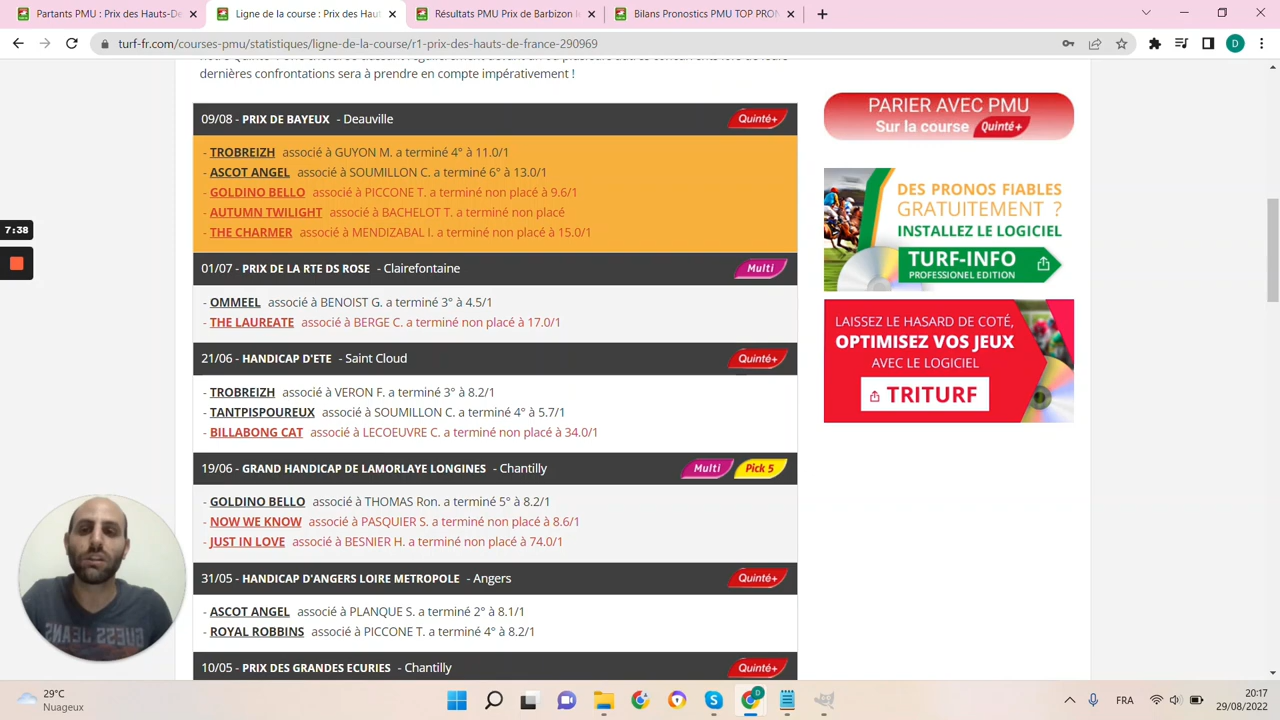 Partants PMU : Prix des Hauts-De
Ligne de la course : Prix des Haut
Résultats PMU Prix de Barbizon le
Bilans Pronostics PMU TOP PRON
turf-fr.com/courses-pmu/statistiques/ligne-de-la-course/r1-prix-des-hauts-de-france-290969
D
dernières confrontations sera à prendre en compte impérativement !
09/08 - PRIX DE BAYEUX - Deauville
Quinté+
- TROBREIZH associé à GUYON M. a terminé 4° à 11.0/1
- ASCOT ANGEL associé à SOUMILLON C. a terminé 6° à 13.0/1
- GOLDINO BELLO associé à PICCONE T. a terminé non placé à 9.6/1
- AUTUMN TWILIGHT associé à BACHELOT T. a terminé non placé
- THE CHARMER associé à MENDIZABAL I. a terminé non placé à 15.0/1
01/07 - PRIX DE LA RTE DS ROSE - Clairefontaine
Multi
- OMMEEL associé à BENOIST G. a terminé 3° à 4.5/1
- THE LAUREATE associé à BERGE C. a terminé non placé à 17.0/1
21/06 - HANDICAP D'ETE - Saint Cloud
Quinté+
- TROBREIZH associé à VERON F. a terminé 3° à 8.2/1
- TANTPISPOUREUX associé à SOUMILLON C. a terminé 4° à 5.7/1
- BILLABONG CAT associé à LECOEUVRE C. a terminé non placé à 34.0/1
19/06 - GRAND HANDICAP DE LAMORLAYE LONGINES - Chantilly
Multi Pick 5
- GOLDINO BELLO associé à THOMAS Ron. a terminé 5° à 8.2/1
- NOW WE KNOW associé à PASQUIER S. a terminé non placé à 8.6/1
- JUST IN LOVE associé à BESNIER H. a terminé non placé à 74.0/1
31/05 - HANDICAP D'ANGERS LOIRE METROPOLE - Angers
Quinté+
- ASCOT ANGEL associé à PLANQUE S. a terminé 2° à 8.1/1
- ROYAL ROBBINS associé à PICCONE T. a terminé 4° à 8.2/1
10/05 - PRIX DES GRANDES ECURIES - Chantilly
Quinté+
PARIER AVEC PMU
Sur la course Quinté+
DES PRONOS FIABLES
GRATUITEMENT ?
INSTALLEZ LE LOGICIEL
TURF-INFO
PROFESSIONEL EDITION
LAISSEZ LE HASARD DE COTÉ,
OPTIMISEZ VOS JEUX
AVEC LE LOGICIEL
TRITURF
7:38
GUESS JEANS
29°C
Nuageux
D
FRA
20:17
29/08/2022